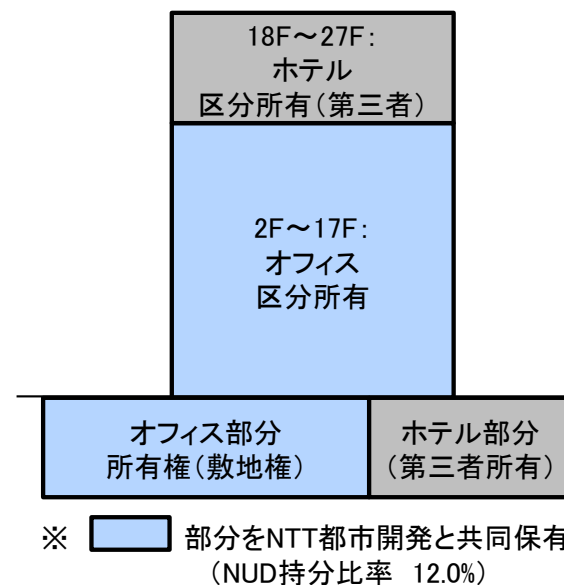 18F～27F：
ホテル
区分所有（第三者）
2F～17F：
オフィス
区分所有
オフィス部分
所有権（敷地権）
ホテル部分
（第三者所有）
※ 部分をNTT都市開発と共同保有
（NUD持分比率 12.0%）